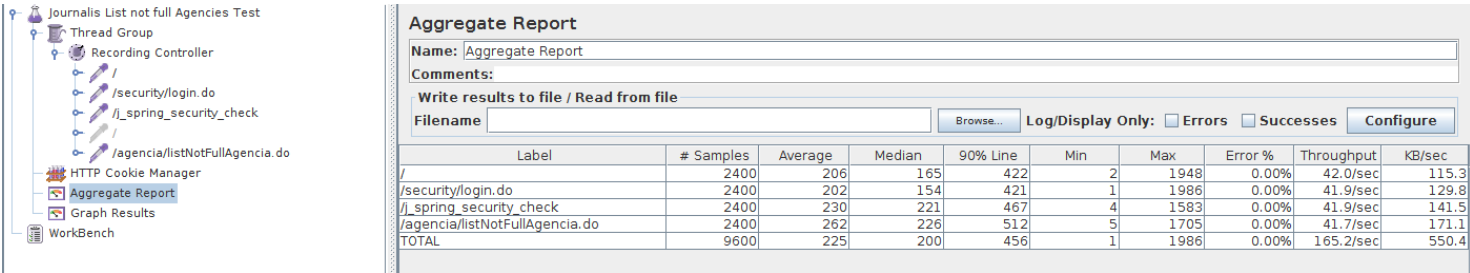 Journalis List not full Agencies Test
Thread Group
Recording Controller
/
/security/login.do
/j_spring_security_check
/
/agencia/listNotFullAgencia.do
HTTP Cookie Manager
Aggregate Report
Graph Results
WorkBench
Aggregate Report
Name: Aggregate Report
Comments:
Write results to file / Read from file
Filename Browse... Log/Display Only: Errors Successes Configure
Label # Samples Average Median 90% Line Min Max Error % Throughput KB/sec
/ 2400 206 165 422 2 1948 0.00% 42.0/sec 115.3
/security/login.do 2400 202 154 421 1 1986 0.00% 41.9/sec 129.8
/j_spring_security_check 2400 230 221 467 4 1583 0.00% 41.9/sec 141.5
/agencia/listNotFullAgencia.do 2400 262 226 512 5 1705 0.00% 41.7/sec 171.1
TOTAL 9600 225 200 456 1 1986 0.00% 165.2/sec 550.4